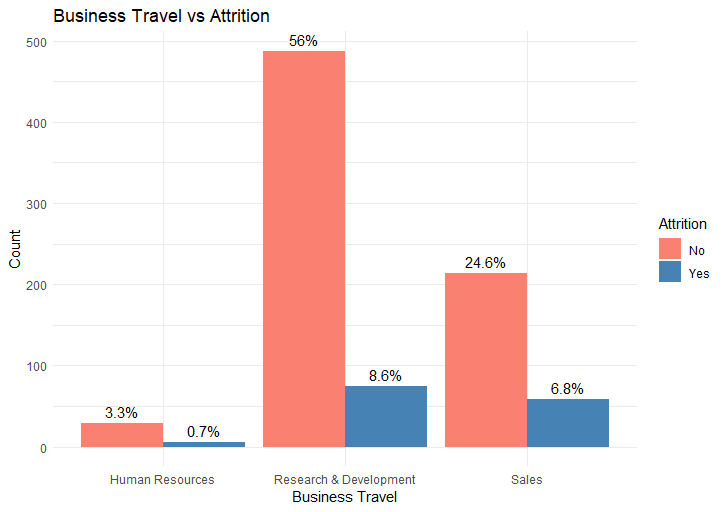 Business Travel vs Attrition
500
400
300
200
100
0
Count
56%
24.6%
8.6%
6.8%
3.3%
0.7%
Human Resources
Research & Development
Sales
Business Travel
Attrition
No
Yes